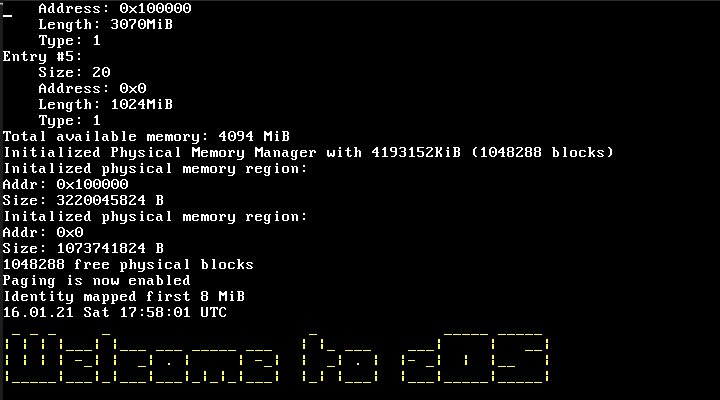 Address: 0x100000
Length: 3070MiB
Type: 1
Entry #5:
Size: 20
Address: 0x0
Length: 1024MiB
Type: 1
Total available memory: 4094 MiB
Initialized Physical Memory Manager with 4193152KiB (1048288 blocks)
Initalized physical memory region:
Addr: 0x100000
Size: 3220045824 B
Initalized physical memory region:
Addr: 0x0
Size: 1073741824 B
1048288 free physical blocks
Paging is now enabled
Identity mapped first 8 MiB
16.01.21 Sat 17:58:01 UTC
Welcome to eOS